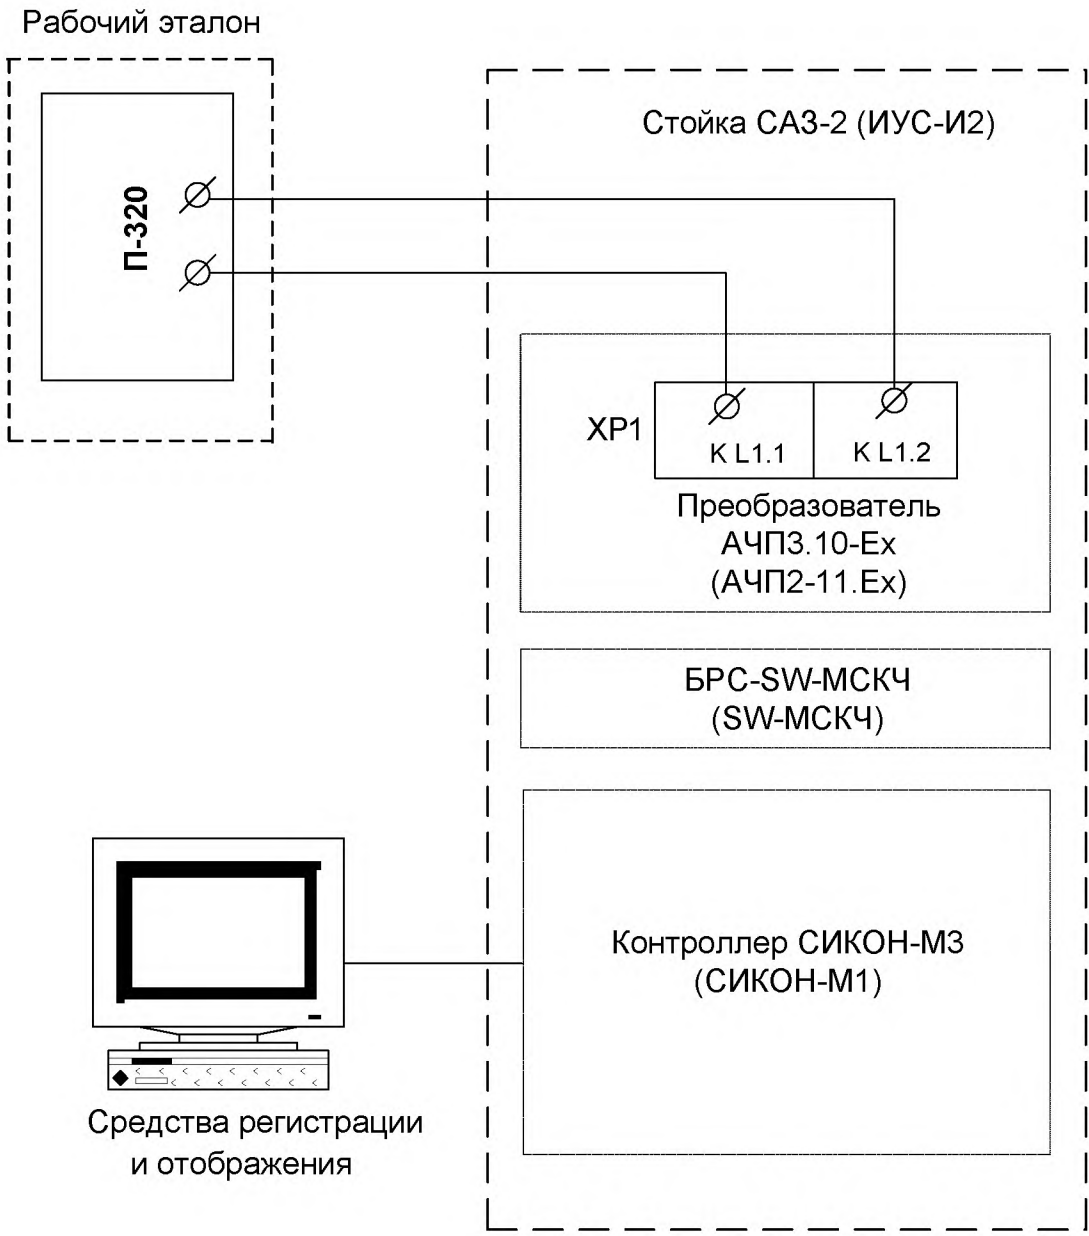 Рабочий эталон
Стойка САЗ-2 (ИУС-И2)
П-320
XP1
K L1.1
K L1.2
Преобразователь
АЧП3.10-Ex
(АЧП2-11.Ex)
БРС-SW-МСКЧ
(SW-МСКЧ)
Контроллер СИКОН-М3
(СИКОН-М1)
Средства регистрации
и отображения